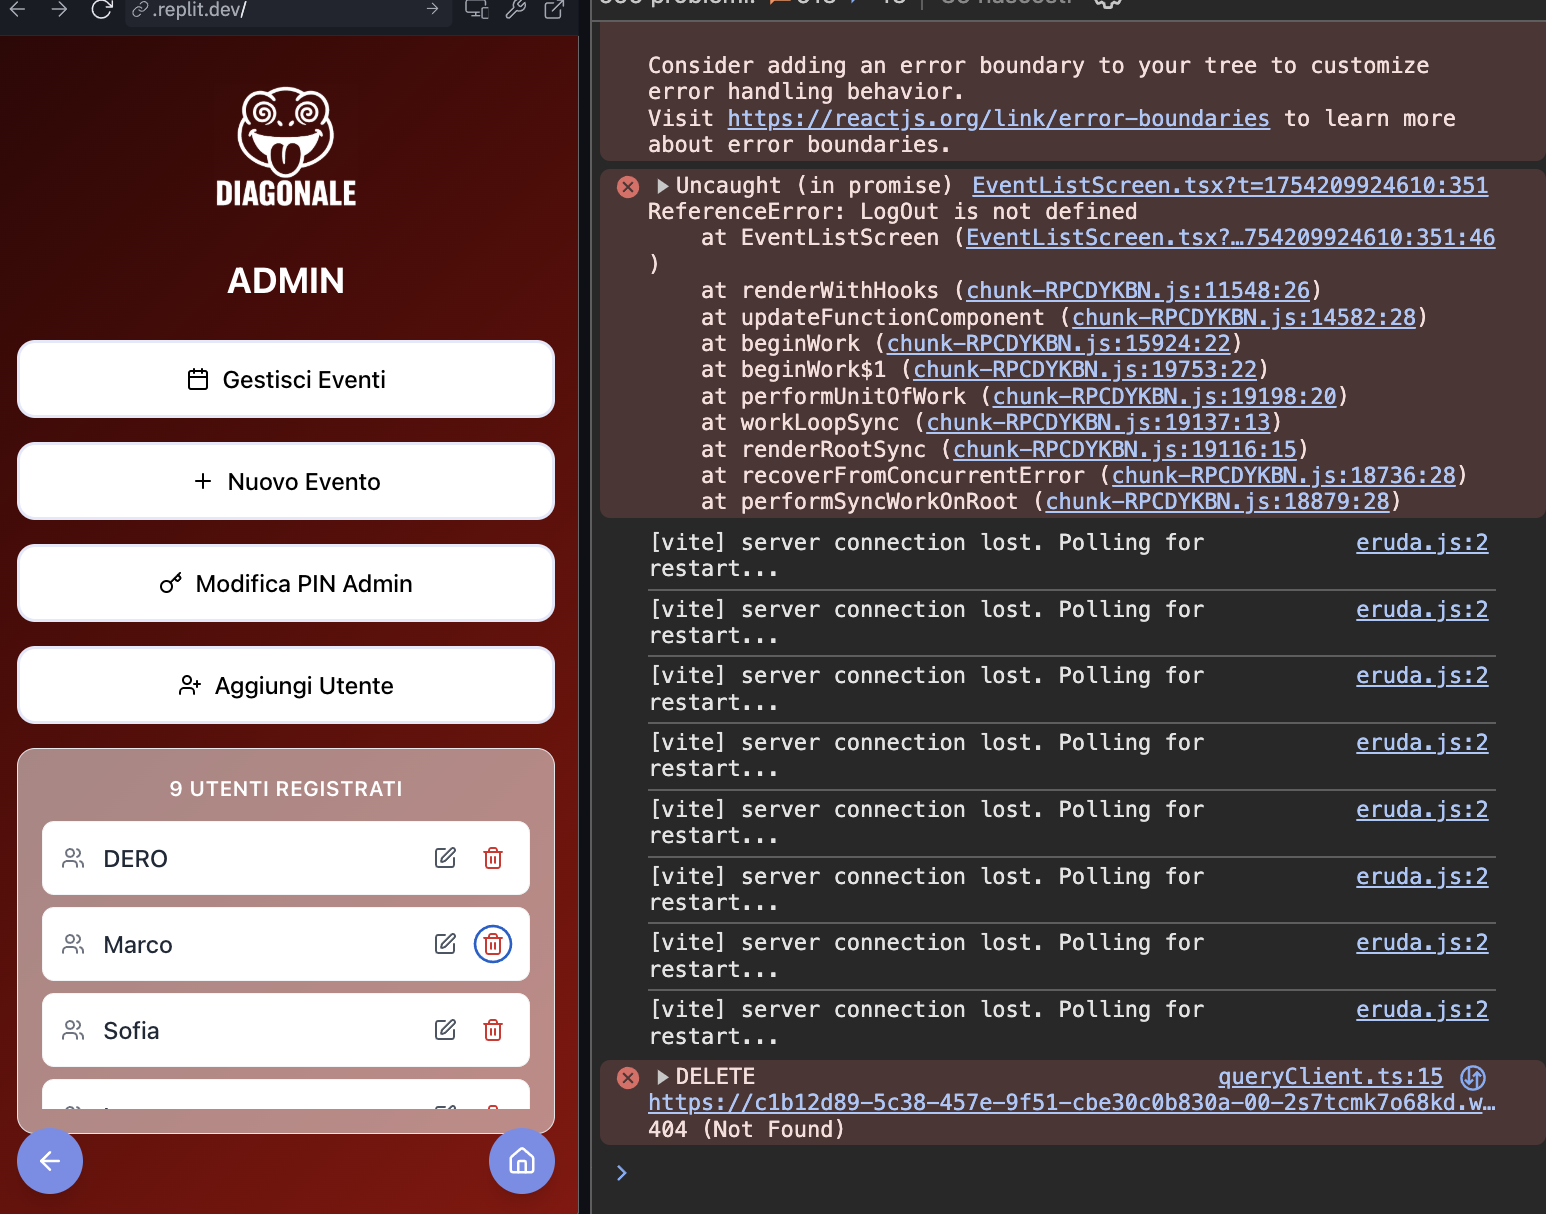 .replit.dev/
DIAGONALE
ADMIN
Gestisci Eventi
Nuovo Evento
Modifica PIN Admin
Aggiungi Utente
9 UTENTI REGISTRATI
DERO
Marco
Sofia
Consider adding an error boundary to your tree to customize
error handling behavior.
Visit https://reactjs.org/link/error-boundaries to learn more
about error boundaries.
Uncaught (in promise) EventListScreen.tsx?t=1754209924610:351
ReferenceError: LogOut is not defined
at EventListScreen (EventListScreen.tsx?…754209924610:351:46
)
at renderWithHooks (chunk-RPCDYKBN.js:11548:26)
at updateFunctionComponent (chunk-RPCDYKBN.js:14582:28)
at beginWork (chunk-RPCDYKBN.js:15924:22)
at beginWork$1 (chunk-RPCDYKBN.js:19753:22)
at performUnitOfWork (chunk-RPCDYKBN.js:19198:20)
at workLoopSync (chunk-RPCDYKBN.js:19137:13)
at renderRootSync (chunk-RPCDYKBN.js:19116:15)
at recoverFromConcurrentError (chunk-RPCDYKBN.js:18736:28)
at performSyncWorkOnRoot (chunk-RPCDYKBN.js:18879:28)
[vite] server connection lost. Polling for eruda.js:2
restart...
[vite] server connection lost. Polling for eruda.js:2
restart...
[vite] server connection lost. Polling for eruda.js:2
restart...
[vite] server connection lost. Polling for eruda.js:2
restart...
[vite] server connection lost. Polling for eruda.js:2
restart...
[vite] server connection lost. Polling for eruda.js:2
restart...
[vite] server connection lost. Polling for eruda.js:2
restart...
[vite] server connection lost. Polling for eruda.js:2
restart...
DELETE queryClient.ts:15
https://c1b12d89-5c38-457e-9f51-cbe30c0b830a-00-2s7tcmk7o68kd.w…
404 (Not Found)